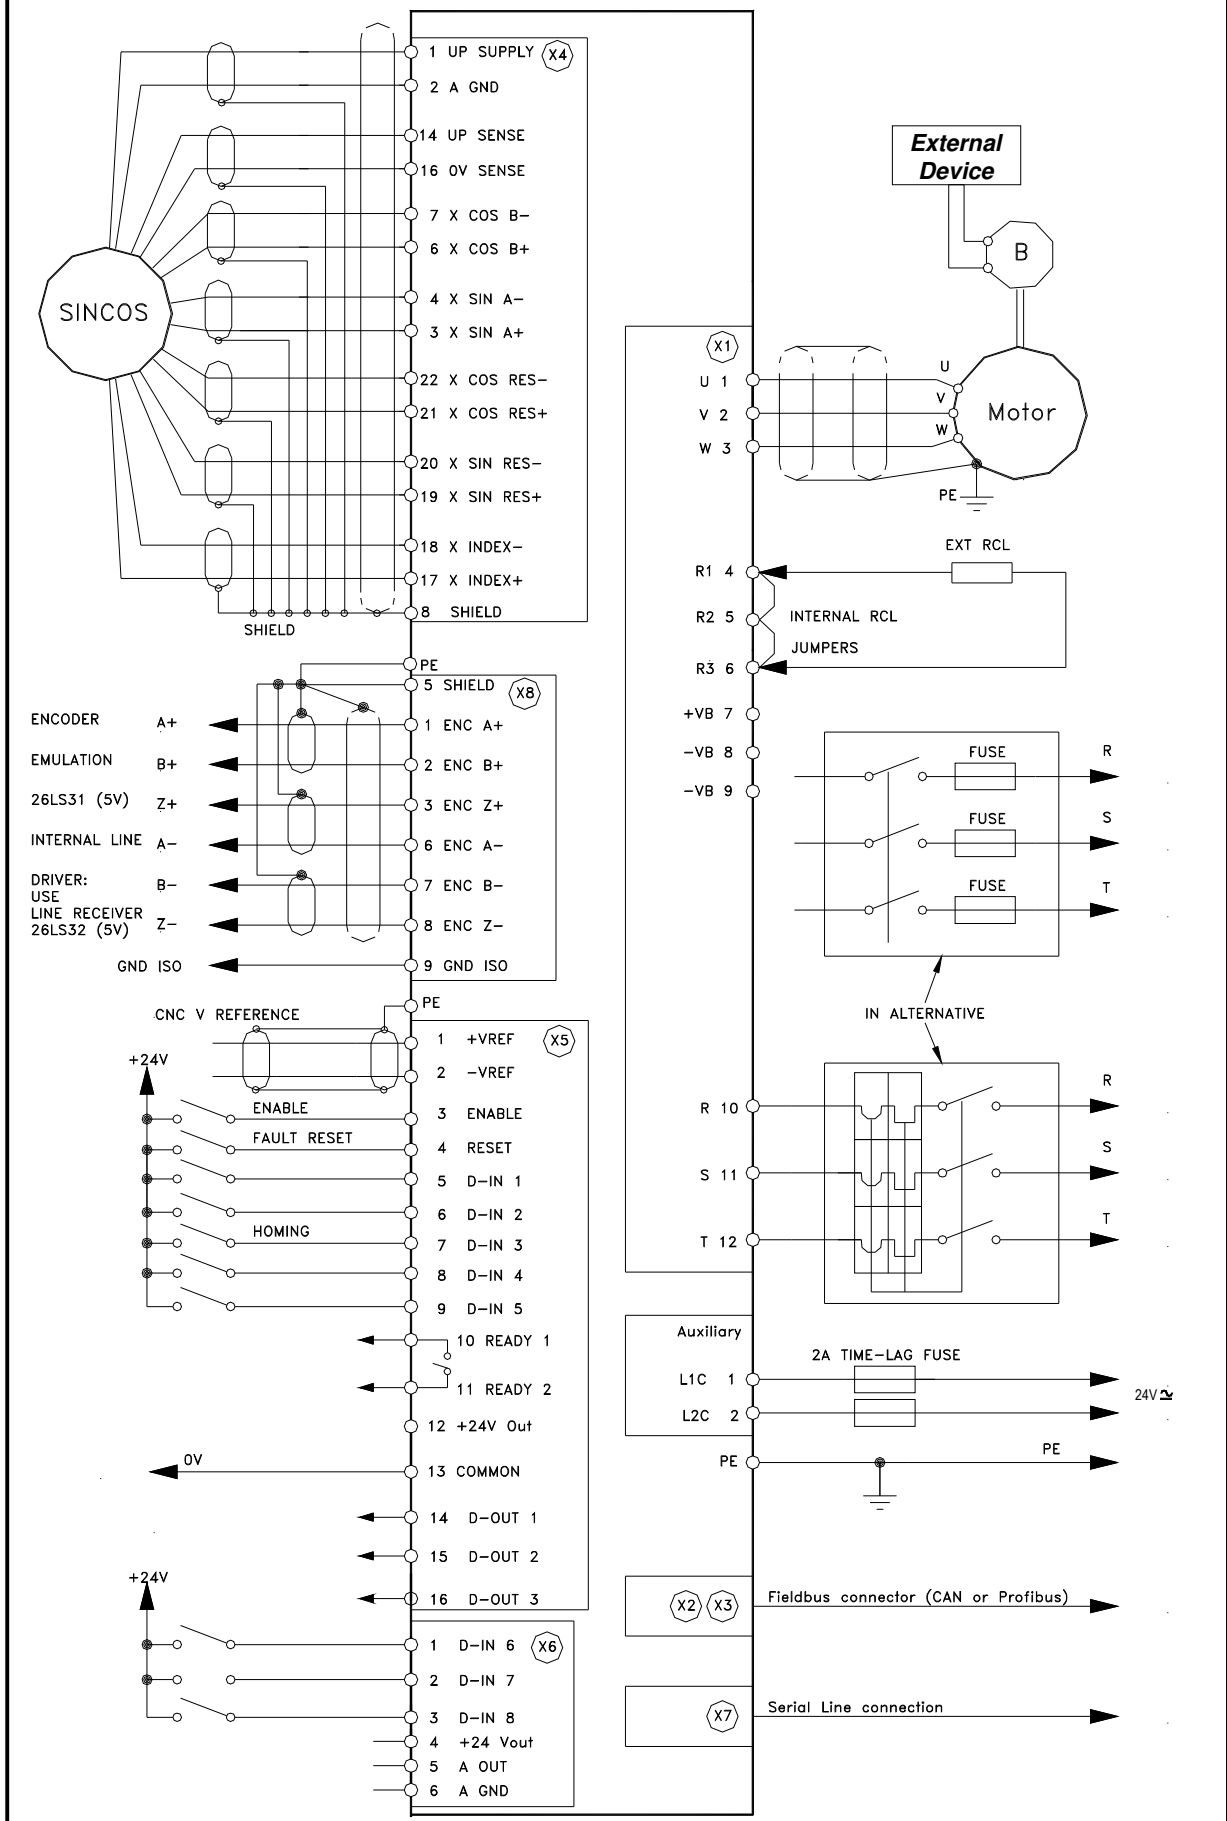 1 UP SUPPLY X4
2 A GND
14 UP SENSE
16 0V SENSE
7 X COS B-
6 X COS B+
4 X SIN A-
3 X SIN A+
22 X COS RES-
21 X COS RES+
20 X SIN RES-
19 X SIN RES+
18 X INDEX-
17 X INDEX+
8 SHIELD
SINCOS
SHIELD
PE
5 SHIELD X8
1 ENC A+
2 ENC B+
3 ENC Z+
6 ENC A-
7 ENC B-
8 ENC Z-
9 GND ISO
ENCODER A+
EMULATION B+
26LS31 (5V) Z+
INTERNAL LINE A-
DRIVER: B-
USE
LINE RECEIVER
26LS32 (5V) Z-
GND ISO
PE
CNC V REFERENCE
+24V
1 +VREF X5
2 -VREF
ENABLE 3 ENABLE
FAULT RESET 4 RESET
5 D-IN 1
6 D-IN 2
HOMING 7 D-IN 3
8 D-IN 4
9 D-IN 5
10 READY 1
11 READY 2
12 +24V Out
0V 13 COMMON
14 D-OUT 1
15 D-OUT 2
16 D-OUT 3
+24V
1 D-IN 6 X6
2 D-IN 7
3 D-IN 8
4 +24 Vout
5 A OUT
6 A GND
External
Device
B
X1
U 1 U
V 2 V
W 3 W
Motor
PE
EXT RCL
R1 4
R2 5 INTERNAL RCL
JUMPERS
R3 6
+VB 7
-VB 8
-VB 9
FUSE R
FUSE S
FUSE T
IN ALTERNATIVE
R 10 R
S 11 S
T 12 T
Auxiliary
2A TIME-LAG FUSE
L1C 1
24V
L2C 2
PE PE
X2 X3 Fieldbus connector (CAN or Profibus)
X7 Serial Line connection